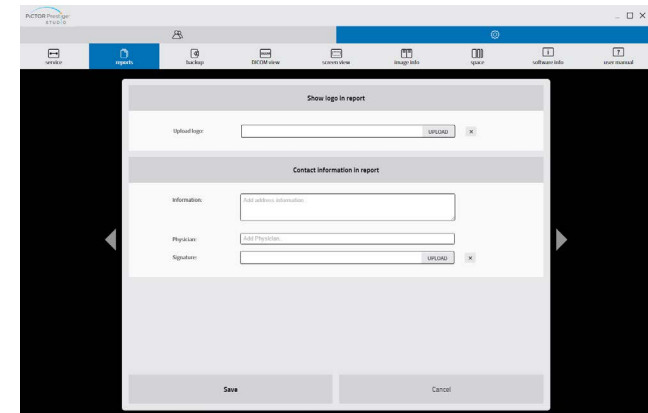 PiCTOR Prestige
STUDIO
service reports backup DICOM view screen view image info space software info user manual
Show logo in report
Upload logo: UPLOAD
Contact information in report
Information: Add address information
Physician: Add Physician
Signature: UPLOAD
Save Cancel